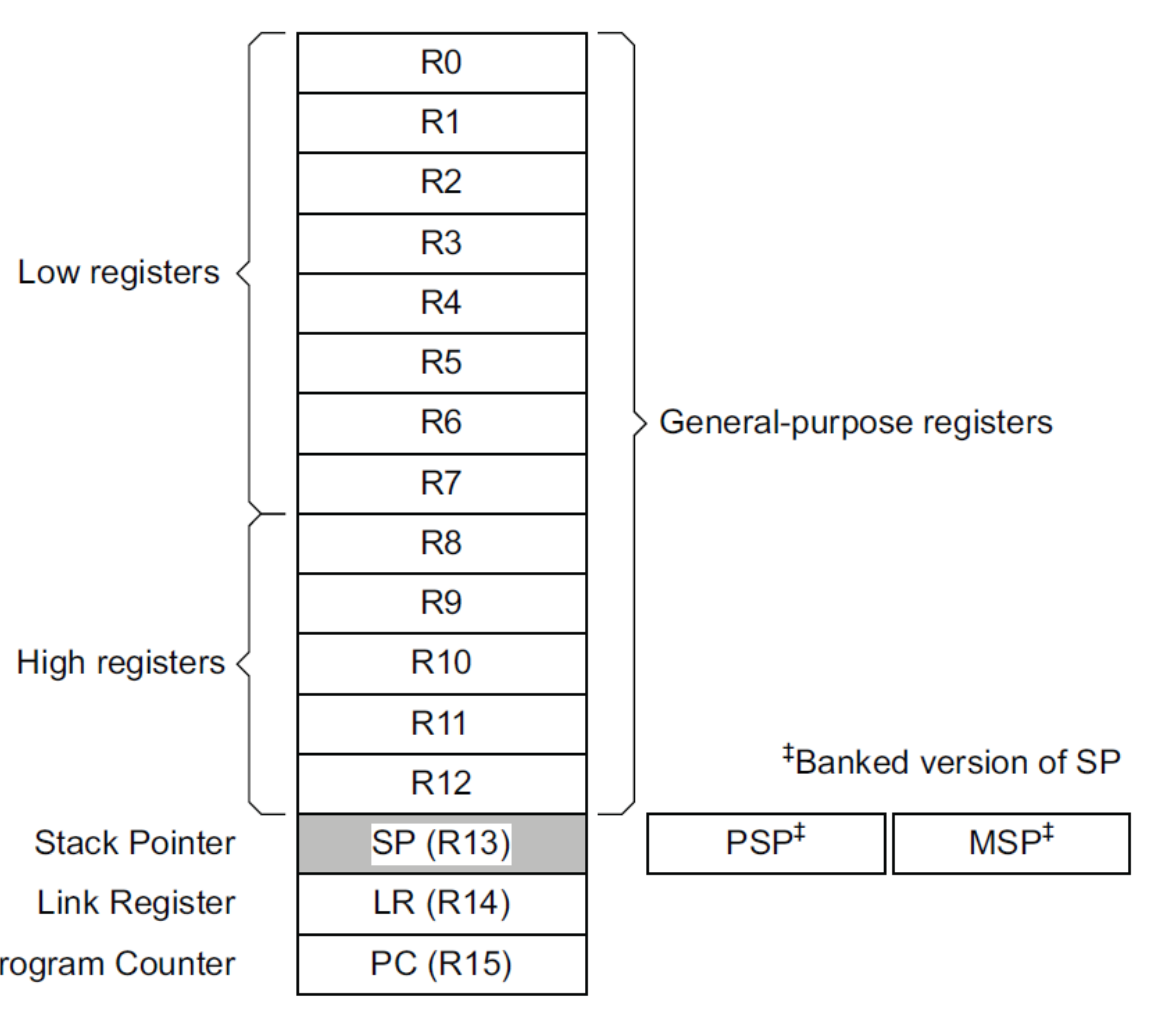 R0
R1
R2
R3
Low registers
R4
R5
R6
General-purpose registers
R7
R8
R9
High registers
R10
R11
R12
‡Banked version of SP
Stack Pointer SP (R13) PSP‡ MSP‡
Link Register LR (R14)
rogram Counter PC (R15)